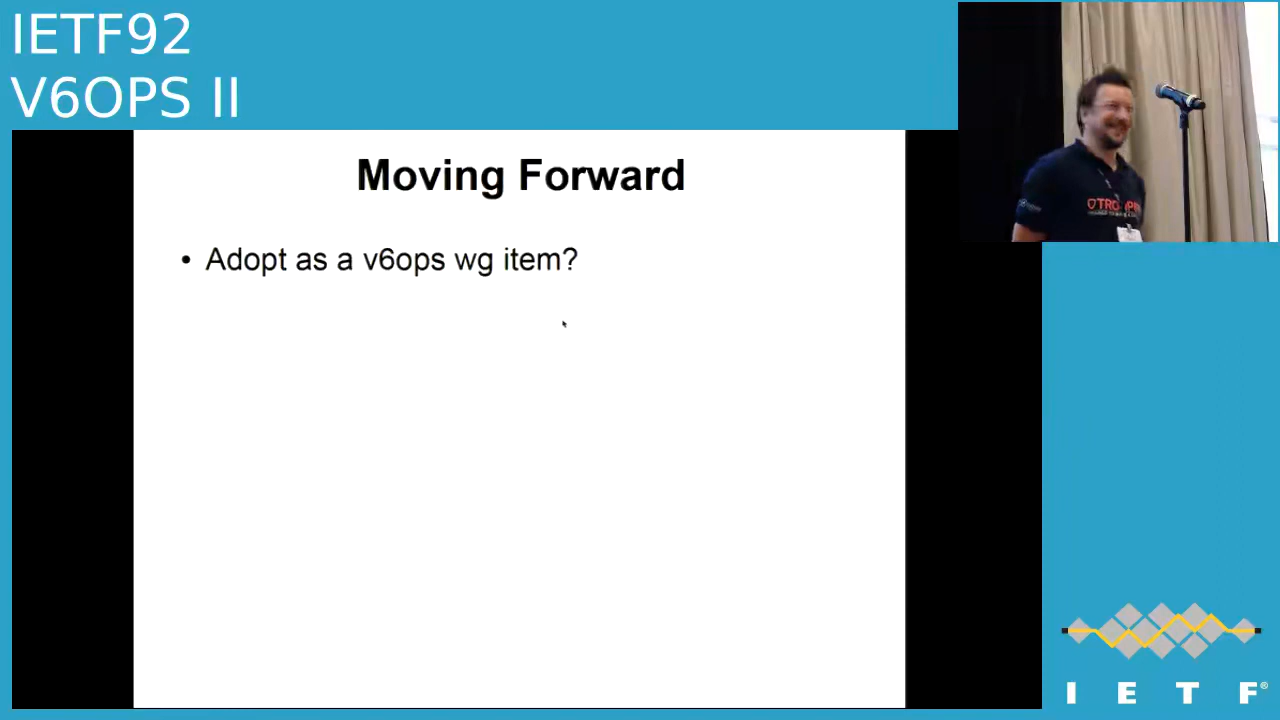 IETF92
V6OPS II
Moving Forward
• Adopt as a v6ops wg item?
I E T F®